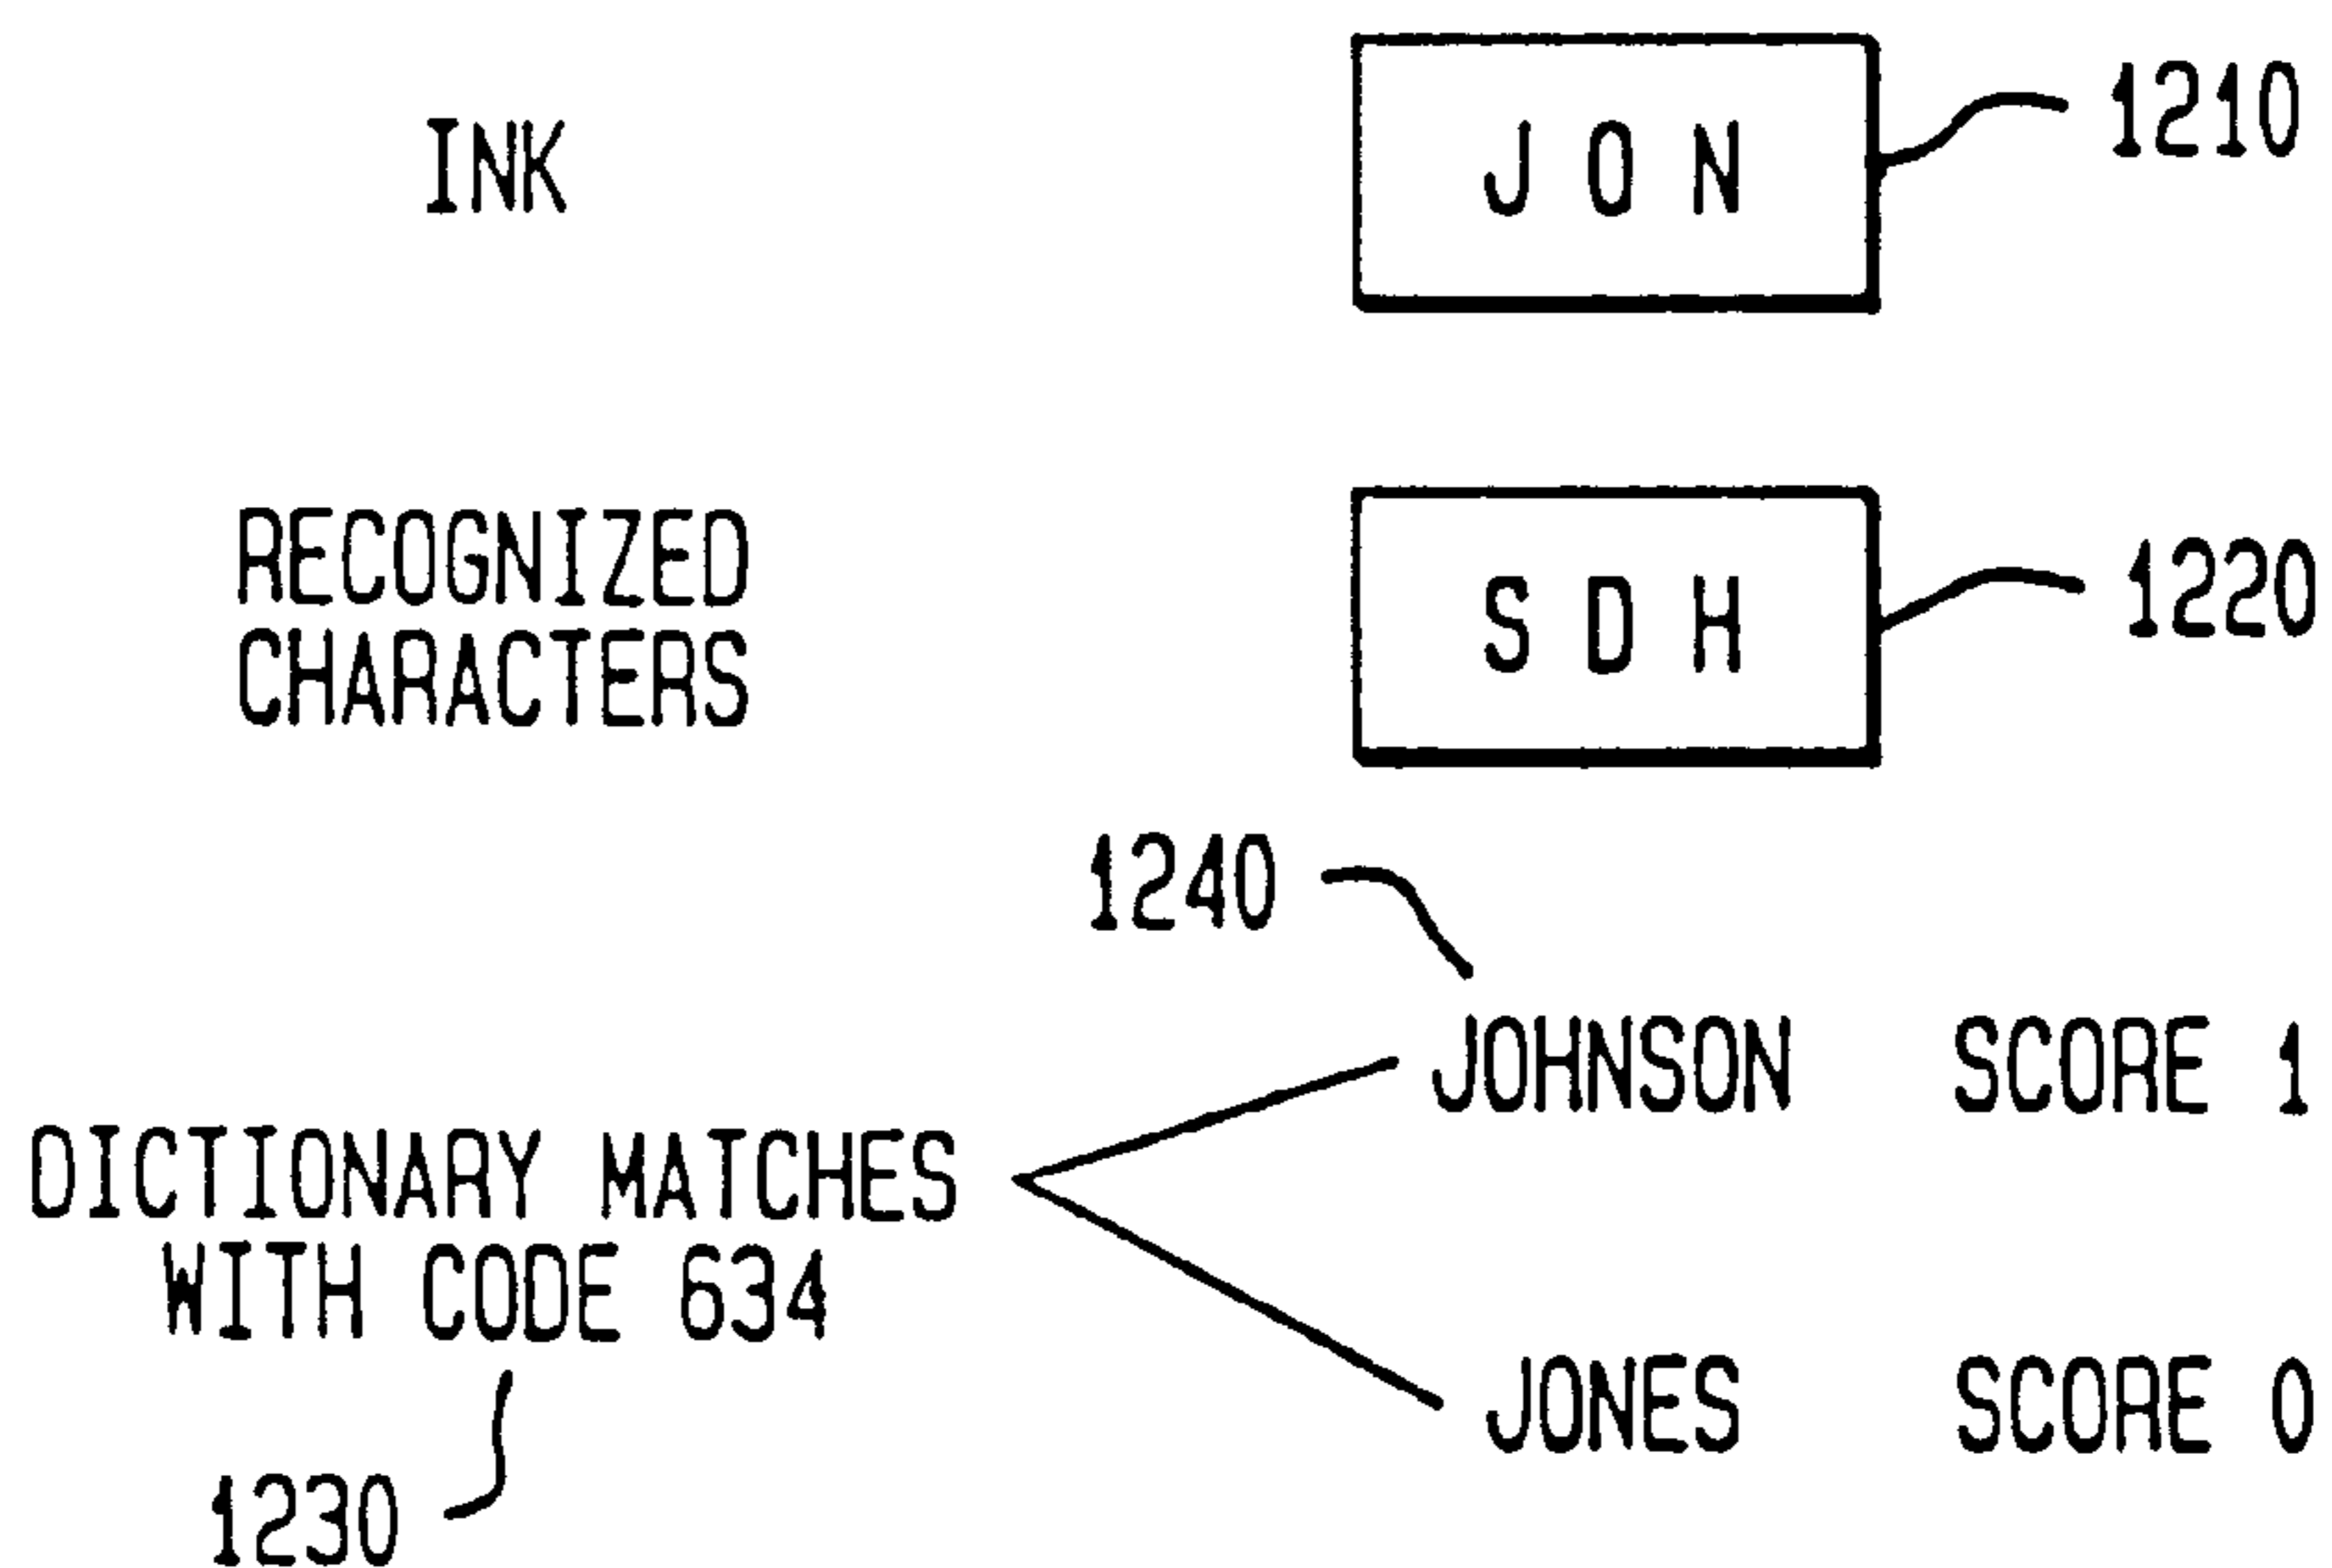 INK
J O N
1210
RECOGNIZED
CHARACTERS
S D H
1220
1240
JOHNSON SCORE 1
DICTIONARY MATCHES
WITH CODE 634
JONES SCORE 0
1230